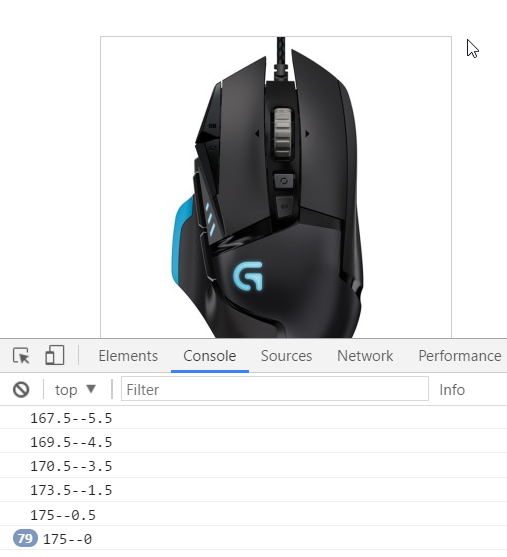 G
Elements Console Sources Network Performance
top ▼ Filter Info
167.5--5.5
169.5--4.5
170.5--3.5
173.5--1.5
175--0.5
79 175--0